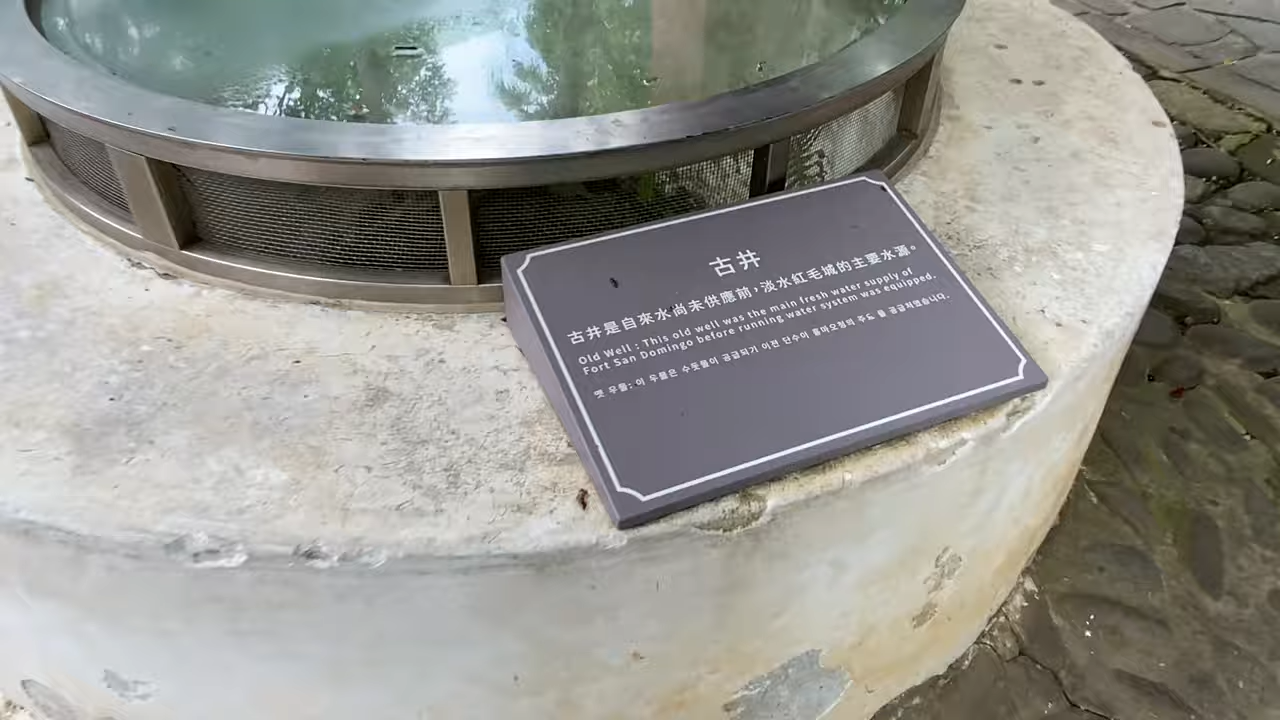 古井
古井是自來水尚未供應前，淡水紅毛城的主要水源。
Old Well : This old well was the main fresh water supply of
Fort San Domingo before running water system was equipped.
옛 우물: 이 우물은 수돗물이 공급되기 이전 단수이 홍마오청의 주도 를 공급하였습니다.